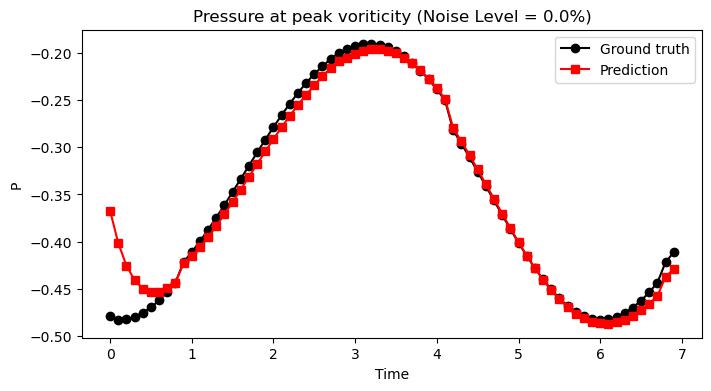 Pressure at peak voriticity (Noise Level = 0.0%)
Ground truth
Prediction
P
−0.20
−0.25
−0.30
−0.35
−0.40
−0.45
−0.50
0 1 2 3 4 5 6 7
Time